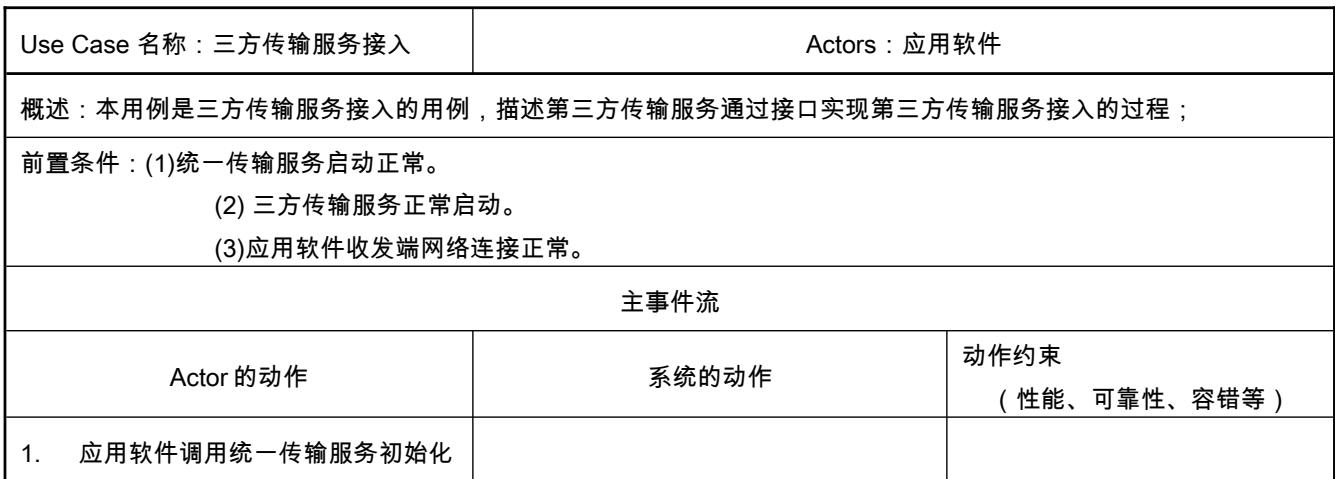 Use Case 名称：三方传输服务接入
Actors：应用软件
概述：本用例是三方传输服务接入的用例，描述第三方传输服务通过接口实现第三方传输服务接入的过程；
前置条件：(1)统一传输服务启动正常。
(2) 三方传输服务正常启动。
(3)应用软件收发端网络连接正常。
主事件流
Actor 的动作
系统的动作
动作约束
（性能、可靠性、容错等）
1. 应用软件调用统一传输服务初始化